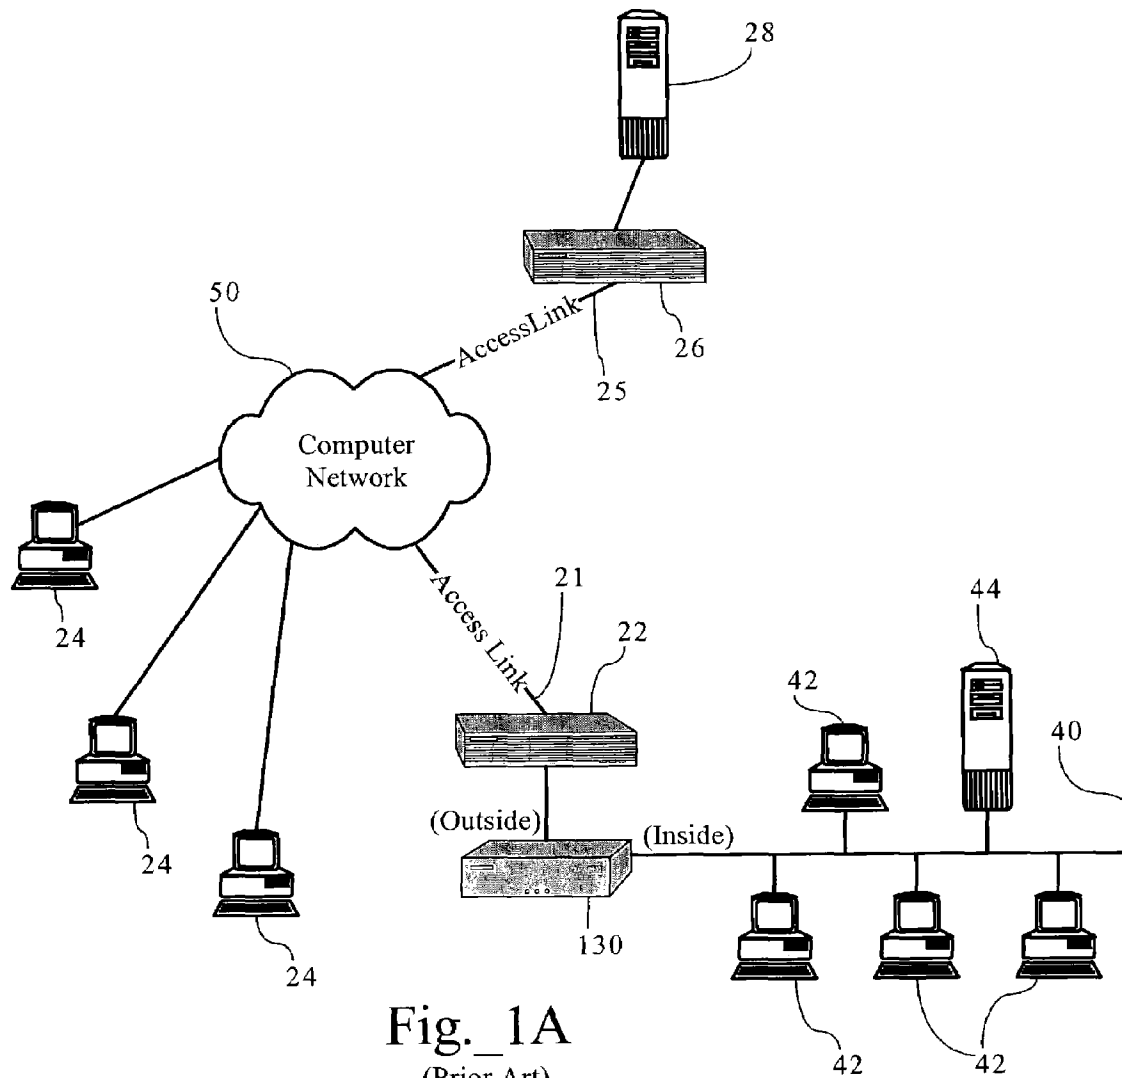 28
50
AccessLink
25
26
Computer
Network
24
Access Link
21
22
44
42
40
(Outside)
(Inside)
24
130
24
42
42
Fig._1A
(Prior Art)